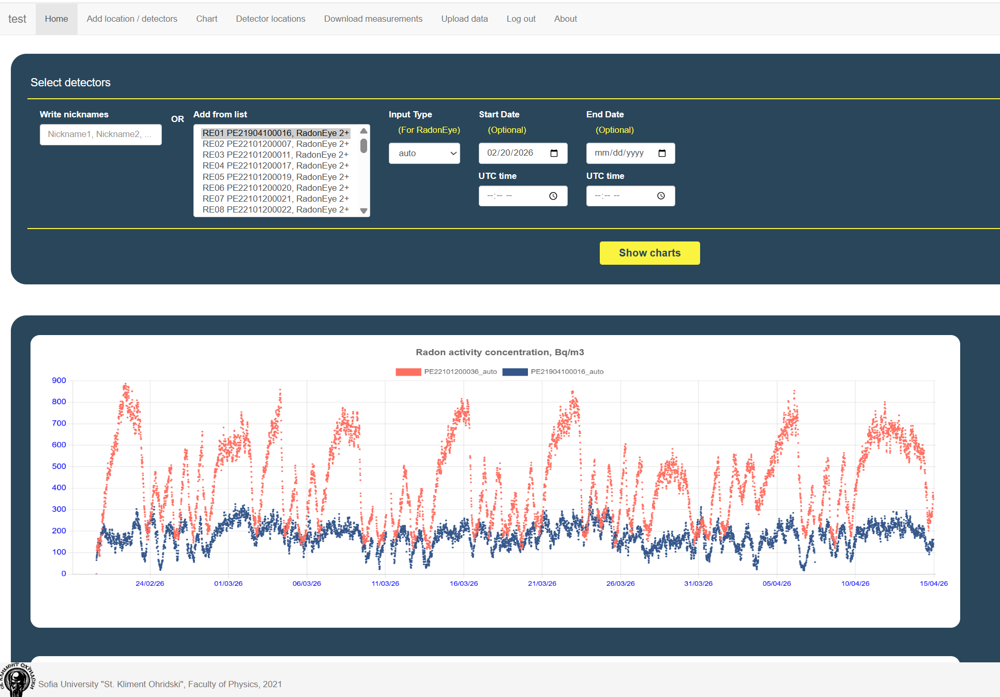 test Home Add location / detectors Chart Detector locations Download measurements Upload data Log out About
Select detectors
Write nicknames
OR
Add from list
Input Type
Start Date
End Date
(For RadonEye)
(Optional)
(Optional)
Nickname1, Nickname2, ...
RE01 PE21904100016, RadonEye 2+
RE02 PE22101200007, RadonEye 2+
RE03 PE22101200011, RadonEye 2+
RE04 PE22101200017, RadonEye 2+
RE05 PE22101200019, RadonEye 2+
RE06 PE22101200020, RadonEye 2+
RE07 PE22101200021, RadonEye 2+
RE08 PE22101200022, RadonEye 2+
auto
02/20/2026
mm/dd/yyyy
UTC time
UTC time
--:-- --
--:-- --
Show charts
Radon activity concentration, Bq/m3
PE22101200036_auto PE21904100016_auto
900
800
700
600
500
400
300
200
100
0
24/02/26 01/03/26 06/03/26 11/03/26 16/03/26 21/03/26 26/03/26 31/03/26 05/04/26 10/04/26 15/04/26
СВ. КЛИМЕНТ ОХРИДСКИ
Sofia University "St. Kliment Ohridski", Faculty of Physics, 2021